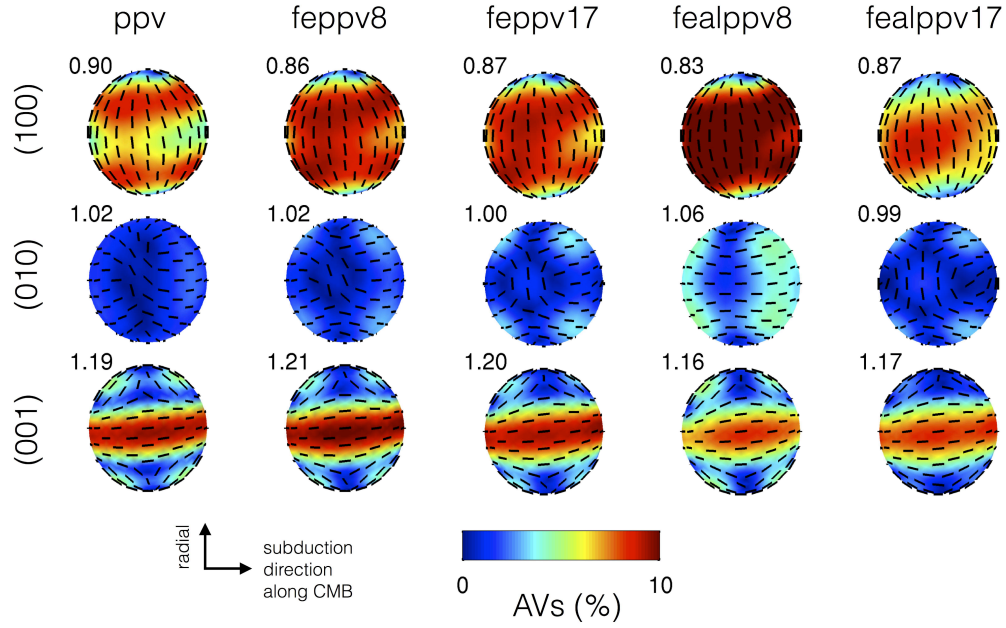 ppv feppv8 feppv17 fealppv8 fealppv17
(100) 0.90 0.86 0.87 0.83 0.87
(010) 1.02 1.02 1.00 1.06 0.99
(001) 1.19 1.21 1.20 1.16 1.17
radial
subduction
direction
along CMB
0 10
AVs (%)